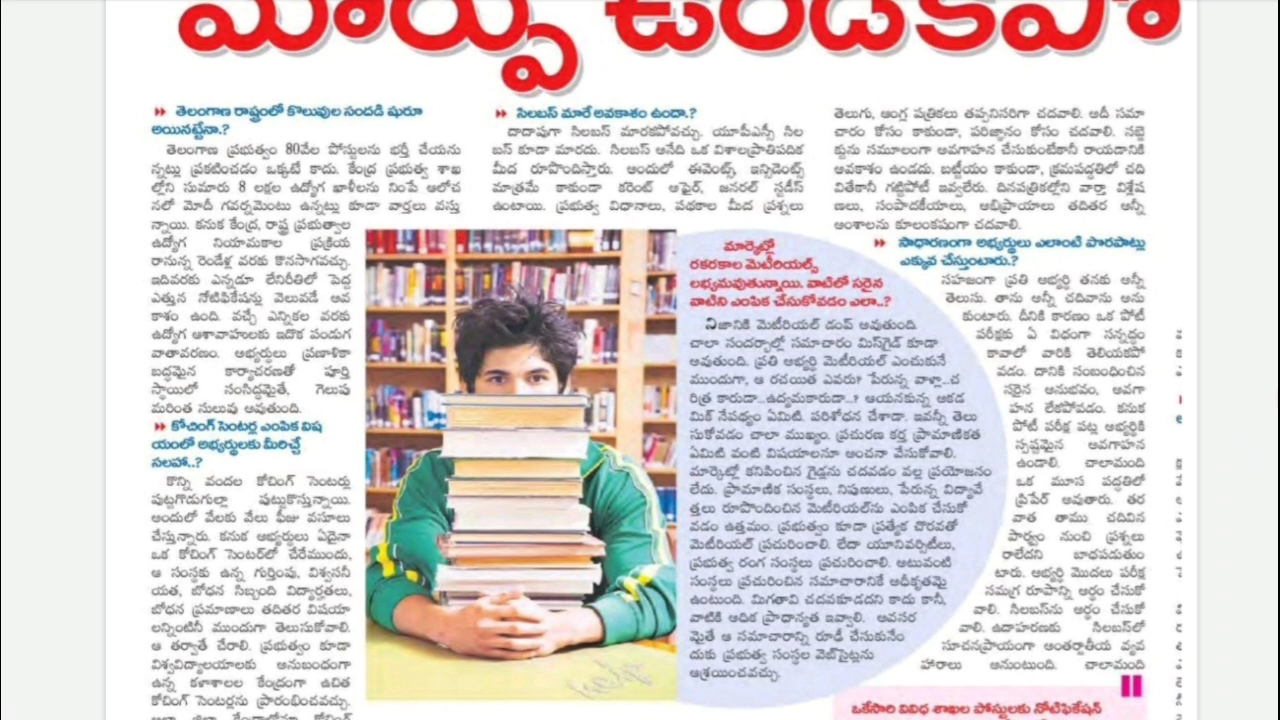 మార్పు ఉండకపో
తెలంగాణ రాష్ట్రంలో కొలువుల సందడి షురూ
అయినట్టేనా.?
తెలంగాణ ప్రభుత్వం 80వేల పోస్టులను భర్తీ చేయను
న్నట్లు ప్రకటించడం ఒక్కటే కాదు. కేంద్ర ప్రభుత్వ శాఖ
ల్లోని సుమారు 8 లక్షల ఉద్యోగ ఖాళీలను నింపే ఆలోచ
నలో మోదీ గవర్నమెంటు ఉన్నట్లు కూడా వార్తలు వస్తు
న్నాయి. కనుక కేంద్ర, రాష్ట్ర ప్రభుత్వాల
ఉద్యోగ నియామకాల ప్రక్రియ
రానున్న రెండేళ్ల వరకు కొనసాగవచ్చు.
ఇదివరకు ఎన్నడూ లేనిరీతిలో పెద్ద
ఎత్తున నోటిఫికేషన్లు వెలువడే అవ
కాశం ఉంది. వచ్చే ఎన్నికల వరకు
ఉద్యోగ ఆశావాహులకు ఇదొక పండుగ
వాతావరణం. అభ్యర్థులు ప్రణాళికా
బద్ధమైన కార్యాచరణతో పూర్తి
స్థాయిలో సంసిద్ధమైతే, గెలుపు
మరింత సులువు అవుతుంది.
కోచింగ్ సెంటర్ల ఎంపిక విష
యంలో అభ్యర్థులకు మీరిచ్చే
సలహా..?
కొన్ని వందల కోచింగ్ సెంటర్లు
పుట్టగొడుగుల్లా పుట్టుకొస్తున్నాయి.
అందులో వేలకు వేలు ఫీజు వసూలు
చేస్తున్నారు. కనుక అభ్యర్థులు ఏదైనా
ఒక కోచింగ్ సెంటర్‌లో చేరేముందు,
ఆ సంస్థకు ఉన్న గుర్తింపు, విశ్వసనీ
యత, బోధన సిబ్బంది విద్యార్హతలు,
బోధన ప్రమాణాలు తదితర విషయా
లన్నింటినీ ముందుగా తెలుసుకోవాలి.
ఆ తర్వాతే చేరాలి. ప్రభుత్వం కూడా
విశ్వవిద్యాలయాలకు అనుబంధంగా
ఉన్న కళాశాలల కేంద్రంగా ఉచిత
కోచింగ్ సెంటర్లను ప్రారంభించవచ్చు.
సిలబస్ మారే అవకాశం ఉందా.?
దాదాపుగా సిలబస్ మారకపోవచ్చు. యూపీఎస్సీ సిల
బస్ కూడా మారదు. సిలబస్ అనేది ఒక విశాలప్రాతిపదిక
మీద రూపొందిస్తారు. అందులో ఈవెంట్స్, ఇన్సిడెంట్స్
మాత్రమే కాకుండా కరెంట్ అఫైర్, జనరల్ స్టడీస్
ఉంటాయి. ప్రభుత్వ విధానాలు, పథకాల మీద ప్రశ్నలు
మార్కెట్లో
రకరకాల మెటీరియల్స్
లభ్యమవుతున్నాయి. వాటిలో సరైన
వాటిని ఎంపిక చేసుకోవడం ఎలా..?
నిజానికి మెటీరియల్ డంప్ అవుతుంది.
చాలా సందర్భాల్లో సమాచారం మిస్‌గైడ్ కూడా
అవుతుంది. ప్రతి అభ్యర్థి మెటీరియల్ ఎంచుకునే
ముందుగా, ఆ రచయిత ఎవరు? పేరున్న వాళ్లా..చ
రిత్ర కారుడా...ఉద్యమకారుడా...? ఆయనకున్న అకడ
మిక్ నేపథ్యం ఏమిటి. పరిశోధన చేశాడా. ఇవన్నీ తెలు
సుకోవడం చాలా ముఖ్యం. ప్రచురణ కర్త ప్రామాణికత
ఏమిటి వంటి విషయాలనూ అంచనా వేసుకోవాలి.
మార్కెట్లో కనిపించిన గైడ్లను చదవడం వల్ల ప్రయోజనం
లేదు. ప్రామాణిక సంస్థలు, నిపుణులు, పేరున్న విద్యావే
త్తలు రూపొందించిన మెటీరియల్‌ను ఎంపిక చేసుకో
వడం ఉత్తమం. ప్రభుత్వం కూడా ప్రత్యేక చొరవతో
మెటీరియల్ ప్రచురించాలి. లేదా యూనివర్సిటీలు,
ప్రభుత్వ రంగ సంస్థలు ప్రచురించాలి. అటువంటి
సంస్థలు ప్రచురించిన సమాచారానికే అధీకృతమై
ఉంటుంది. మిగతావి చదవకూడదని కాదు కానీ,
వాటికి అధిక ప్రాధాన్యత ఇవ్వాలి. అవసర
మైతే ఆ సమాచారాన్ని రూఢీ చేసుకునేం
దుకు ప్రభుత్వ సంస్థల వెబ్‌సైట్లను
ఆశ్రయించవచ్చు.
తెలుగు, ఆంగ్ల పత్రికలు తప్పనిసరిగా చదవాలి. అదీ సమా
చారం కోసం కాకుండా, పరిజ్ఞానం కోసం చదవాలి. సబ్జె
క్టును సమూలంగా అవగాహన చేసుకుంటేకానీ రాయడానికి
అవకాశం ఉండదు. బట్టీయం కాకుండా, క్రమపద్ధతిలో చది
వితేకానీ గట్టిపోటీ ఇవ్వలేరు. దినపత్రికల్లోని వార్తా విశ్లేష
ణలు, సంపాదకీయాలు, అభిప్రాయాలు తదితర అన్నీ
అంశాలను కూలంకషంగా చదవాలి.
సాధారణంగా అభ్యర్థులు ఎలాంటి పొరపాట్లు
ఎక్కువ చేస్తుంటారు.?
సహజంగా ప్రతి అభ్యర్థి తనకు అన్నీ
తెలుసు. తాను అన్నీ చదివాను అను
కుంటారు. దీనికి కారణం ఒక పోటీ
పరీక్షకు ఏ విధంగా సన్నద్ధం
కావాలో వారికి తెలియకపో
వడం. దానికి సంబంధించిన
సరైన అనుభవం, అవగా
హన లేకపోవడం. కనుక
పోటీ పరీక్ష పట్ల అభ్యర్థికి
స్పష్టమైన అవగాహన
ఉండాలి. చాలామంది
ఒక మూస పద్ధతిలో
ప్రిపేర్ అవుతారు. తర
వాత తాము చదివిన
పార్ట్యం నుంచి ప్రశ్నలు
రాలేదని బాధపడుతుం
టారు. అభ్యర్థి మొదలు పరీక్ష
సమగ్ర రూపాన్ని అర్థం చేసుకో
వాలి. సిలబస్‌ను అర్థం చేసుకో
వాలి. ఉదాహరణకు సిలబస్‌లో
సూచనప్రాయంగా అంతర్జాతీయ వ్యవ
హారాలు అనుంటుంది. చాలామంది
ఒకేసారి వివిధ శాఖల పోస్టులకు నోటిఫికేషన్